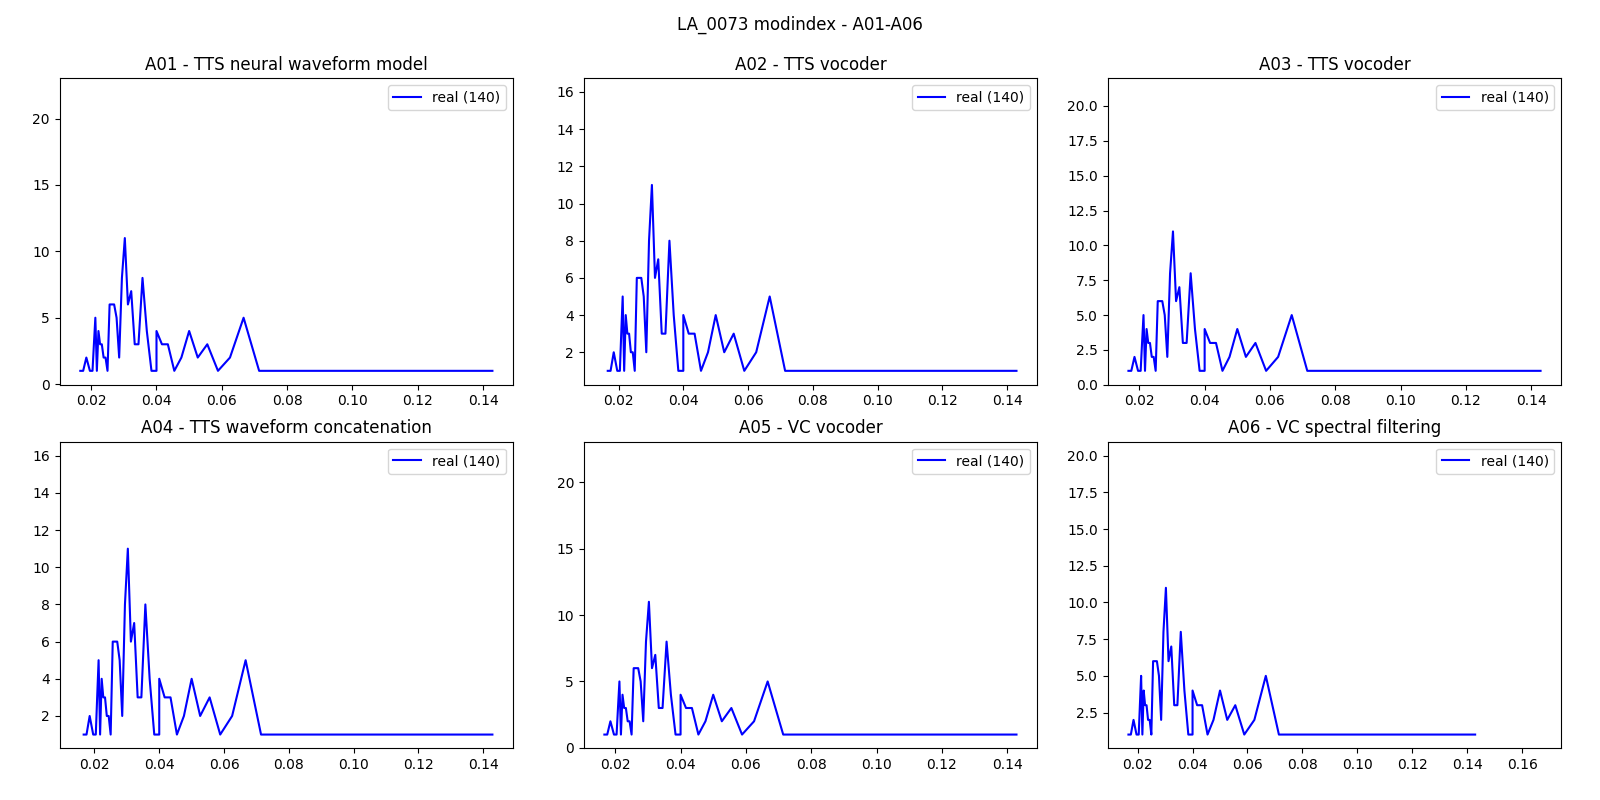 LA_0073 modindex - A01-A06
A01 - TTS neural waveform model
real (140)
20
15
10
5
0
0.02 0.04 0.06 0.08 0.10 0.12 0.14
A02 - TTS vocoder
real (140)
16
14
12
10
8
6
4
2
0.02 0.04 0.06 0.08 0.10 0.12 0.14
A03 - TTS vocoder
real (140)
20.0
17.5
15.0
12.5
10.0
7.5
5.0
2.5
0.0
0.02 0.04 0.06 0.08 0.10 0.12 0.14
A04 - TTS waveform concatenation
real (140)
16
14
12
10
8
6
4
2
0.02 0.04 0.06 0.08 0.10 0.12 0.14
A05 - VC vocoder
real (140)
20
15
10
5
0
0.02 0.04 0.06 0.08 0.10 0.12 0.14
A06 - VC spectral filtering
real (140)
20.0
17.5
15.0
12.5
10.0
7.5
5.0
2.5
0.02 0.04 0.06 0.08 0.10 0.12 0.14 0.16